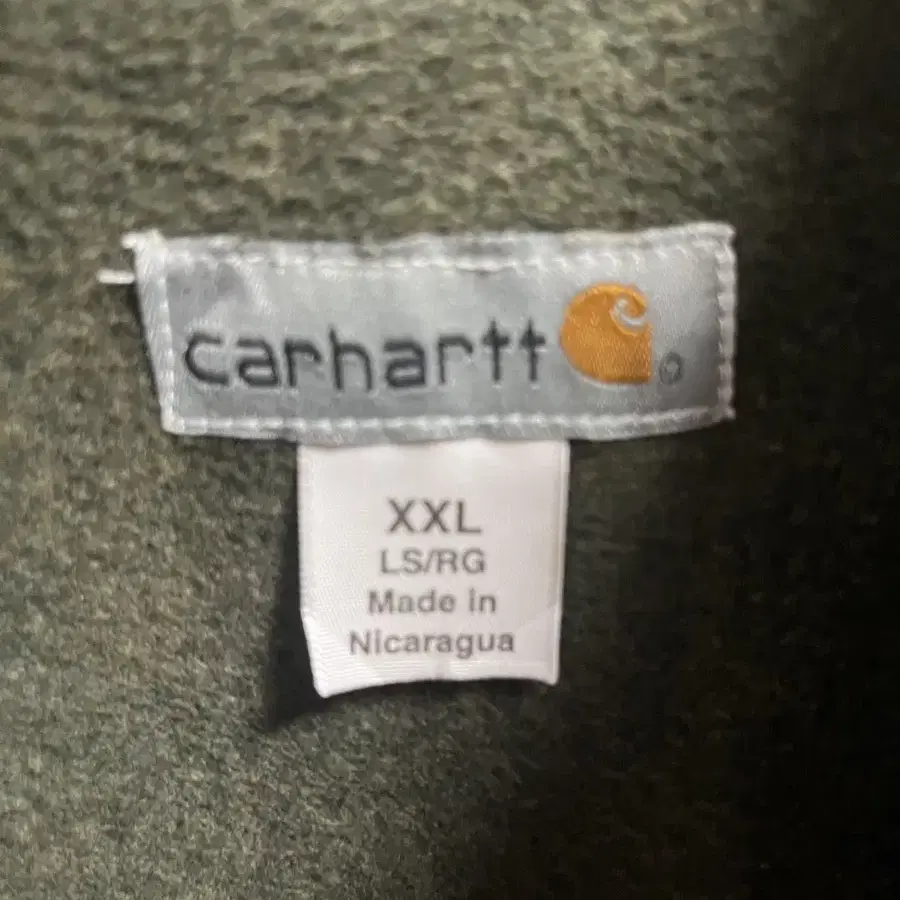 carhartt
XXL
LS/RG
Made in
Nicaragua